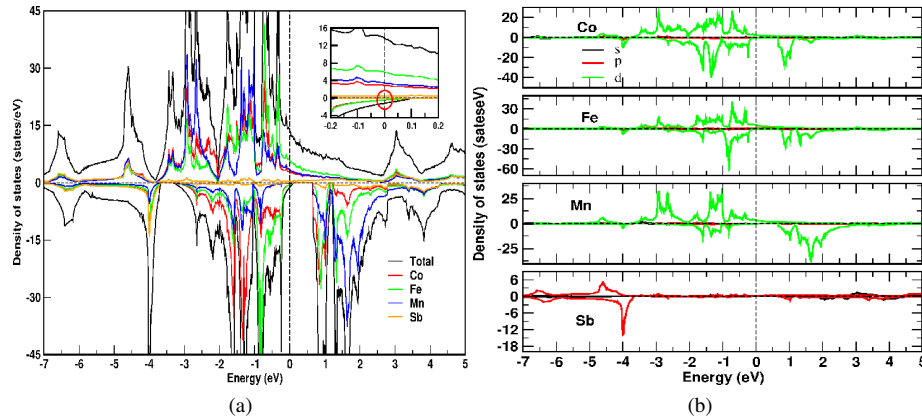 45
30
15
0
-15
-30
-45
Density of states (states/eV)
16
12
8
4
0
-4
-0.2 -0.1 0 0.1 0.2
Total
Co
Fe
Mn
Sb
-7 -6 -5 -4 -3 -2 -1 0 1 2 3 4 5
Energy (eV)
(a)
Density of states (sateseV)
20
0
-20
-40
Co
s
p
d
30
0
-30
-60
Fe
25
0
-25
Mn
6
0
-6
-12
-18
Sb
-7 -6 -5 -4 -3 -2 -1 0 1 2 3 4 5
Energy (eV)
(b)